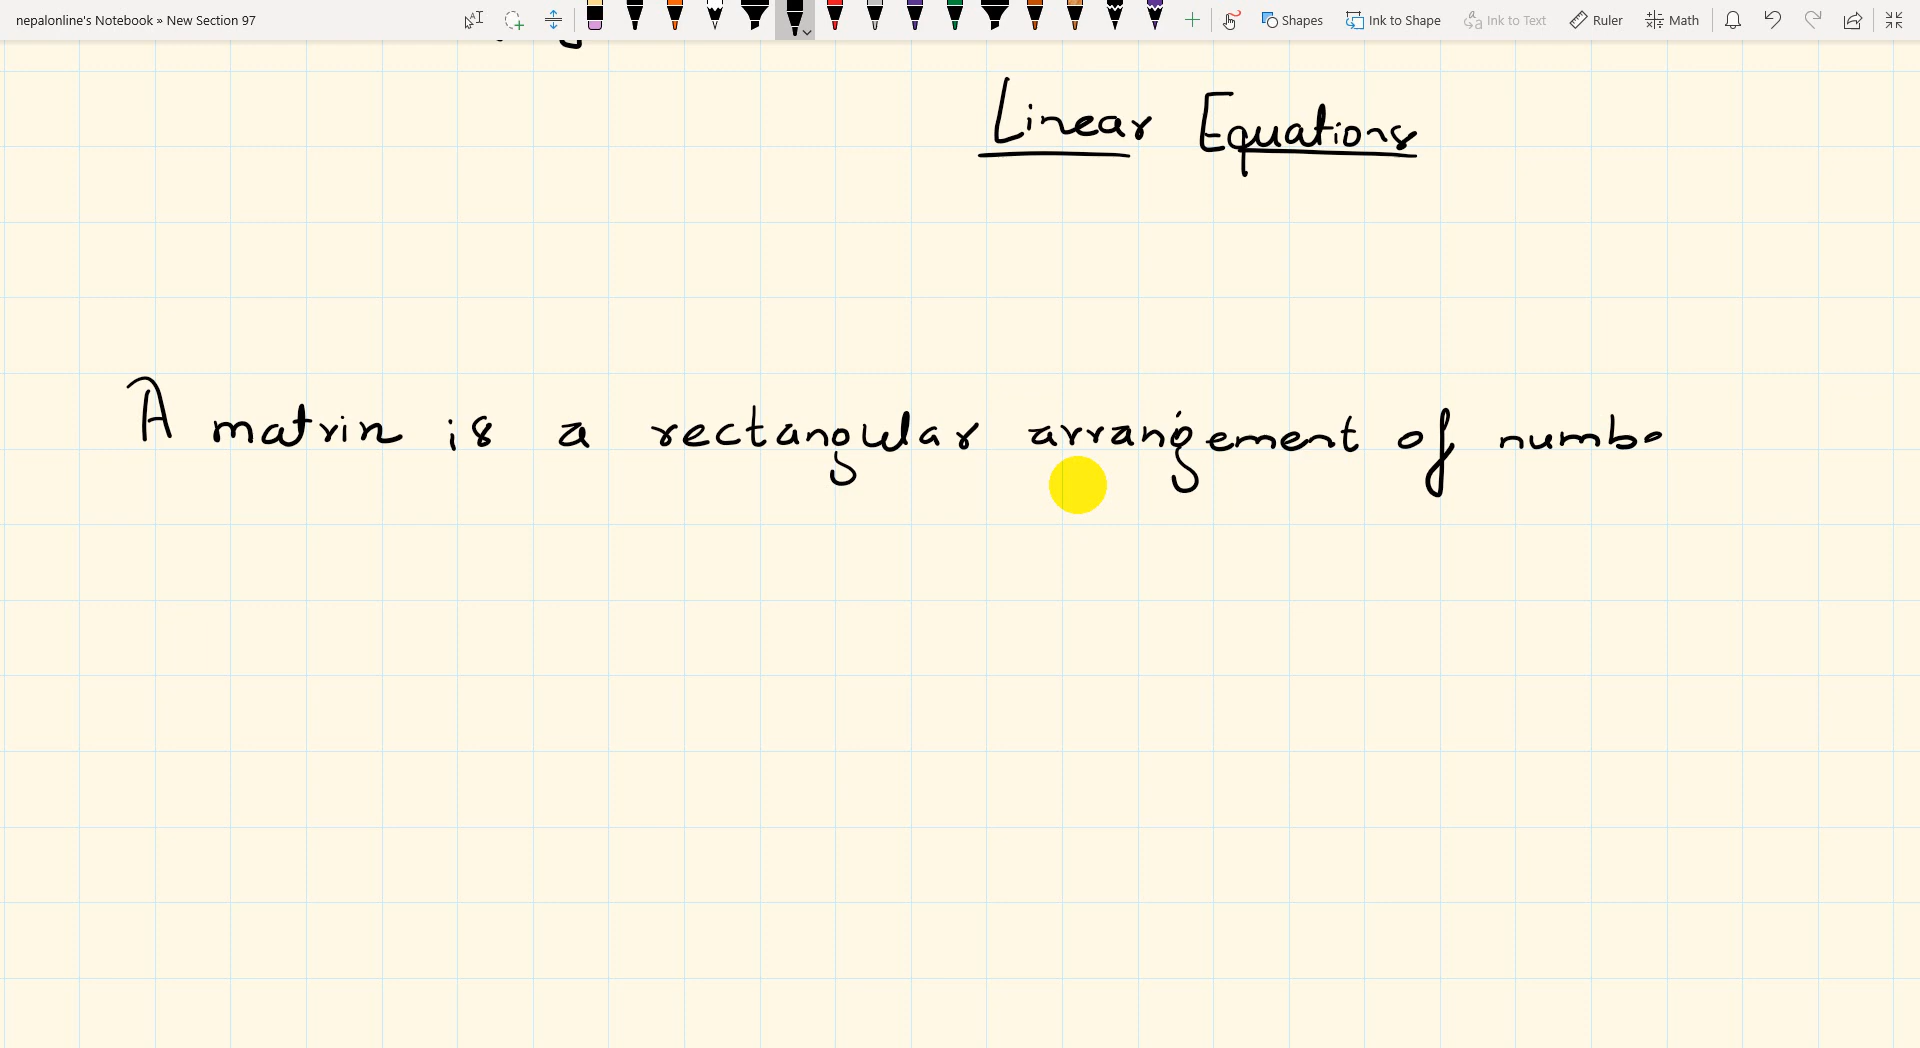 nepalonline's Notebook » New Section 97
Shapes
Ink to Shape
Ink to Text
Ruler
Math
Linear Equations
A matrix is a rectangular arrangement of numbe